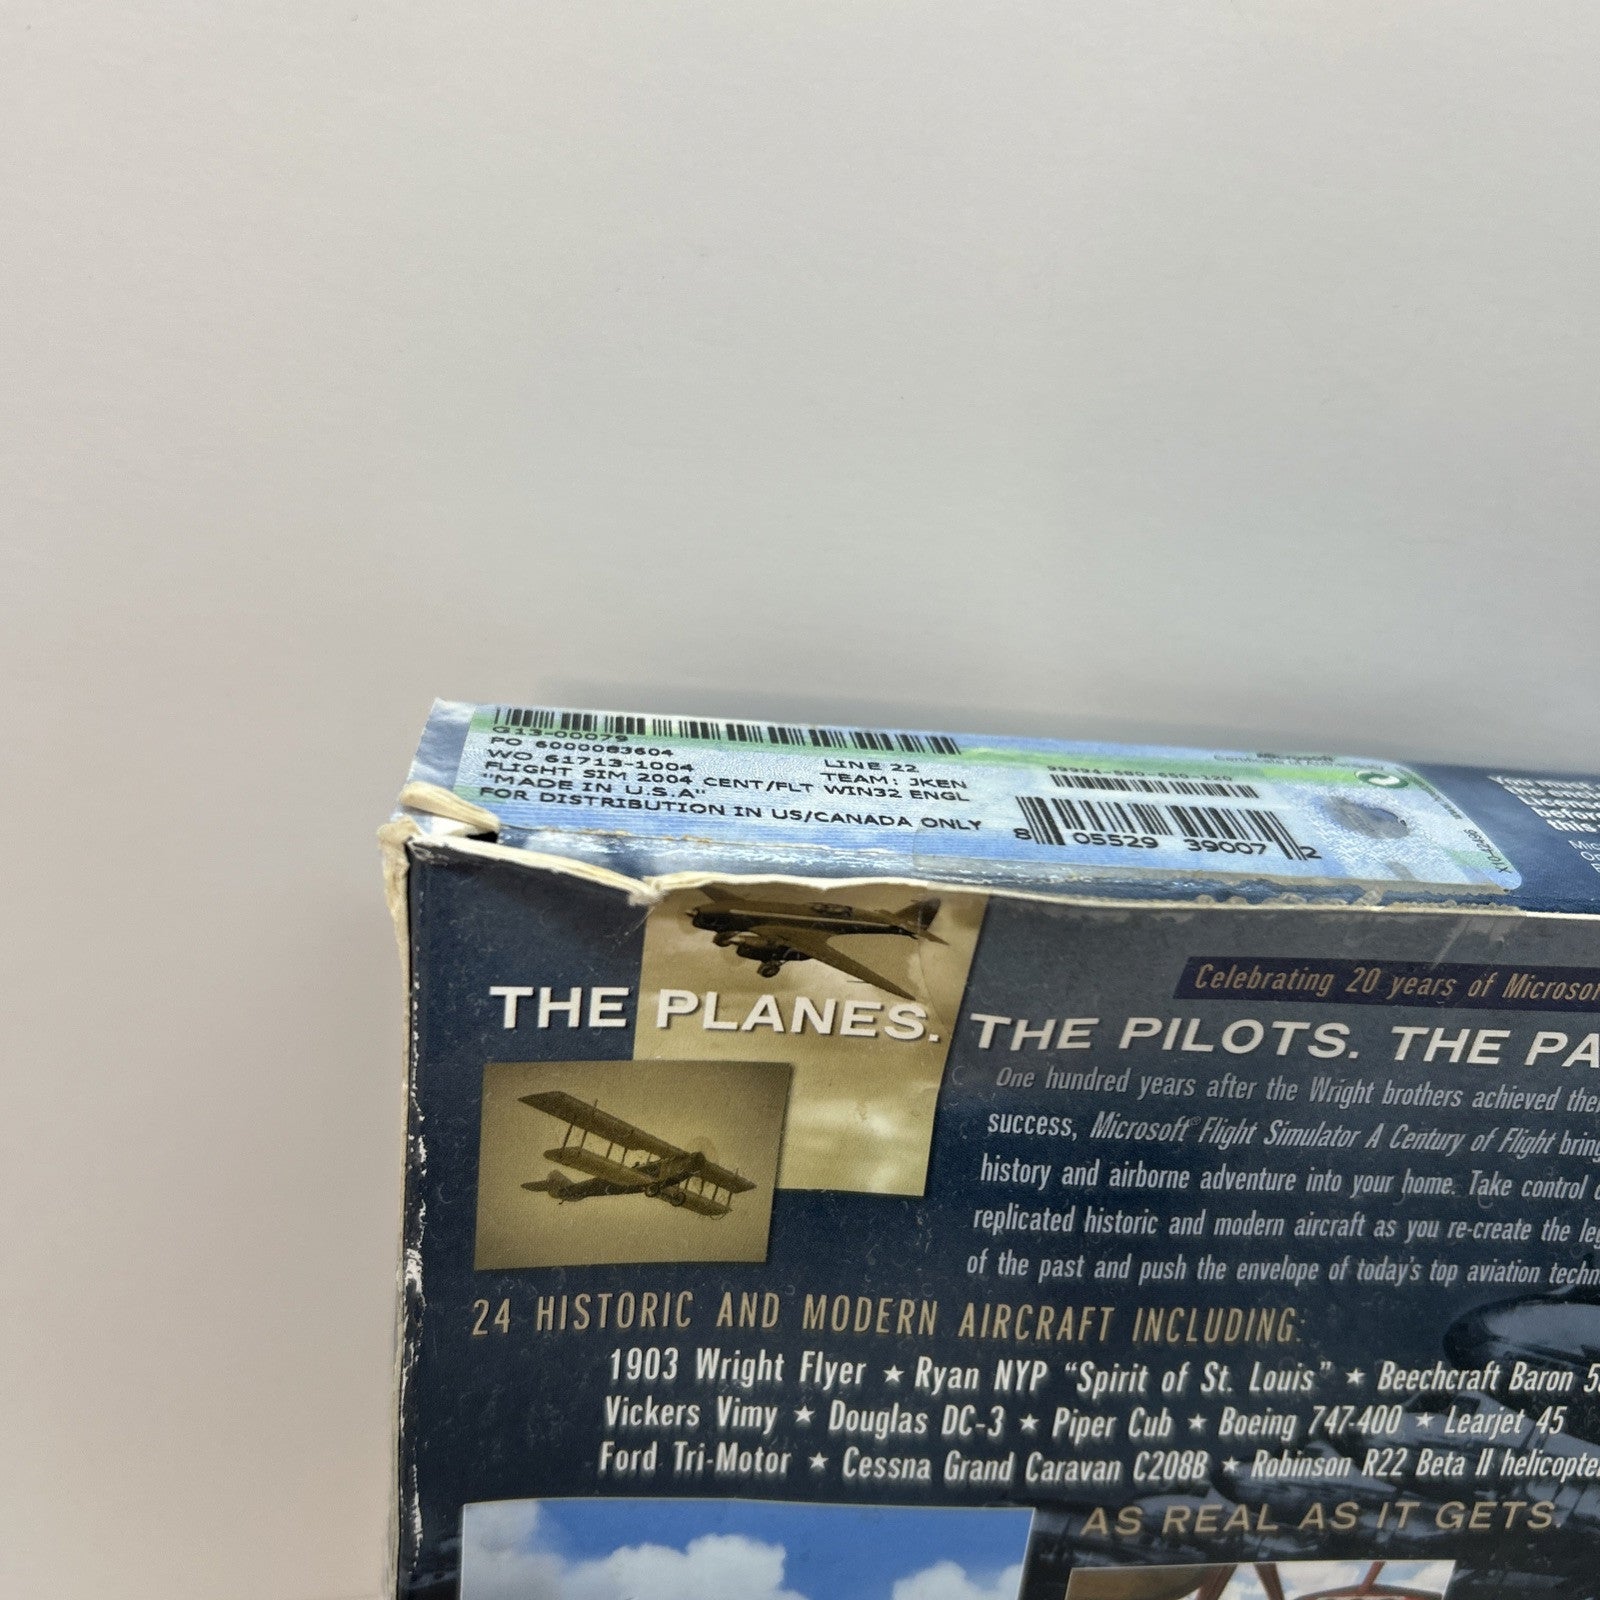 G13-00079
PO 6000083604
WO 61713-1004 LINE 22
FLIGHT SIM 2004 CENT/FLT WIN32 ENGL
TEAM: JKEN
"MADE IN U.S.A"
FOR DISTRIBUTION IN US/CANADA ONLY
8 05529 39007 2
Celebrating 20 years of Microsof
THE PLANES. THE PILOTS. THE PA
One hundred years after the Wright brothers achieved thei
success, Microsoft® Flight Simulator A Century of Flight bring
history and airborne adventure into your home. Take control o
replicated historic and modern aircraft as you re-create the leg
of the past and push the envelope of today's top aviation techn
24 HISTORIC AND MODERN AIRCRAFT INCLUDING:
1903 Wright Flyer ★ Ryan NYP "Spirit of St. Louis" ★ Beechcraft Baron 5
Vickers Vimy ★ Douglas DC-3 ★ Piper Cub ★ Boeing 747-400 ★ Learjet 45
Ford Tri-Motor ★ Cessna Grand Caravan C208B ★ Robinson R22 Beta II helicopte
AS REAL AS IT GETS.